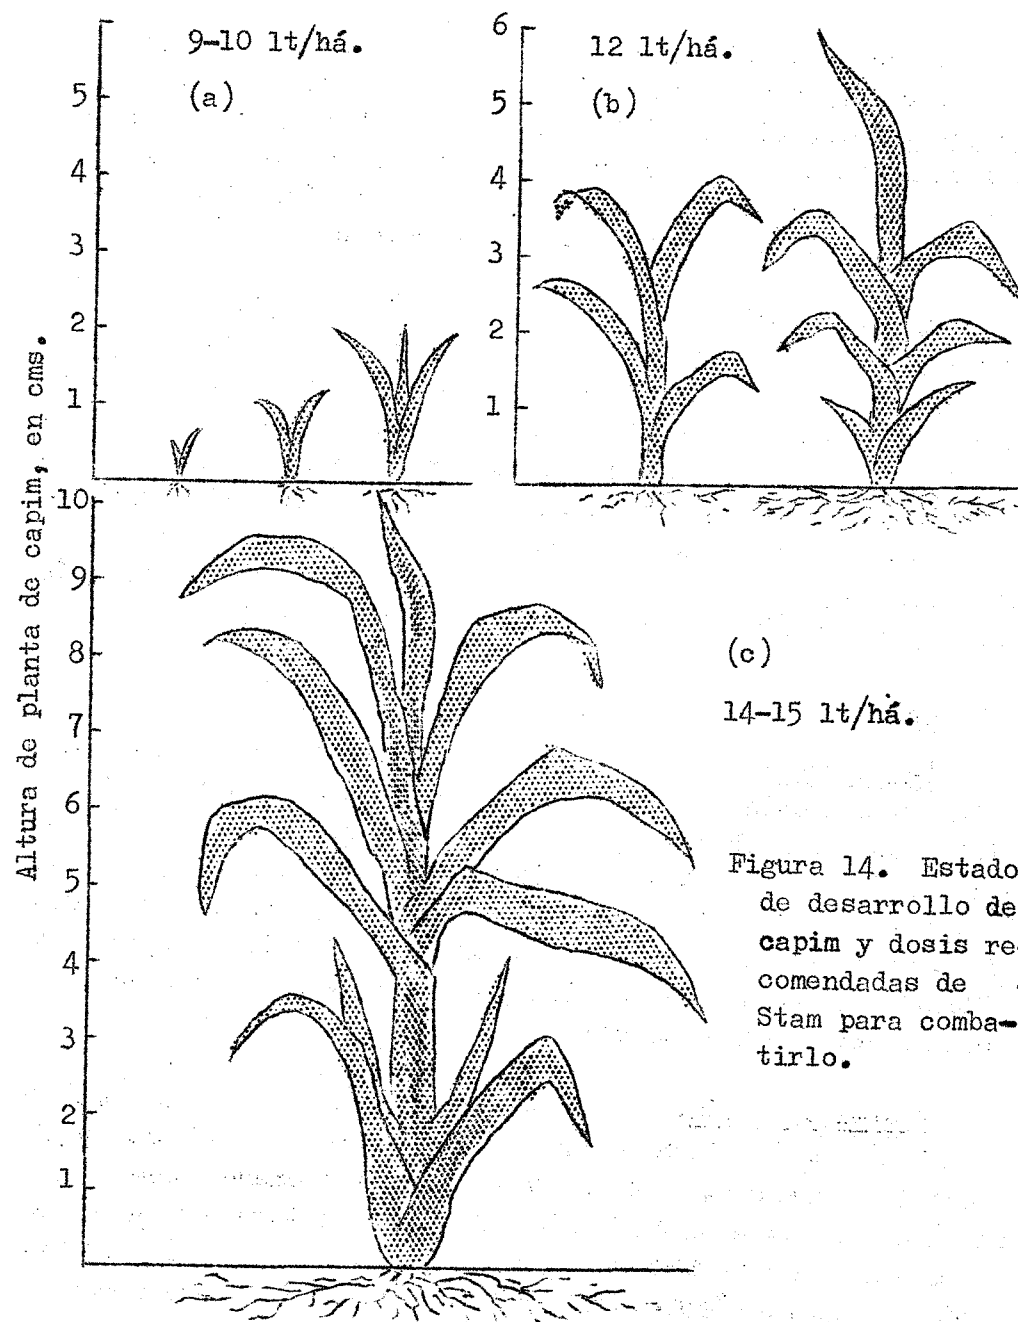 Altura de planta de capim, en cms.
9-10 lt/há.
(a)
5
4
3
2
1
12 lt/há.
(b)
6
5
4
3
2
1
10
9
8
7
6
5
4
3
2
1
(c)
14-15 lt/há.
Figura 14. Estado
de desarrollo de
capim y dosis re-
comendadas de
Stam para comba-
tirlo.